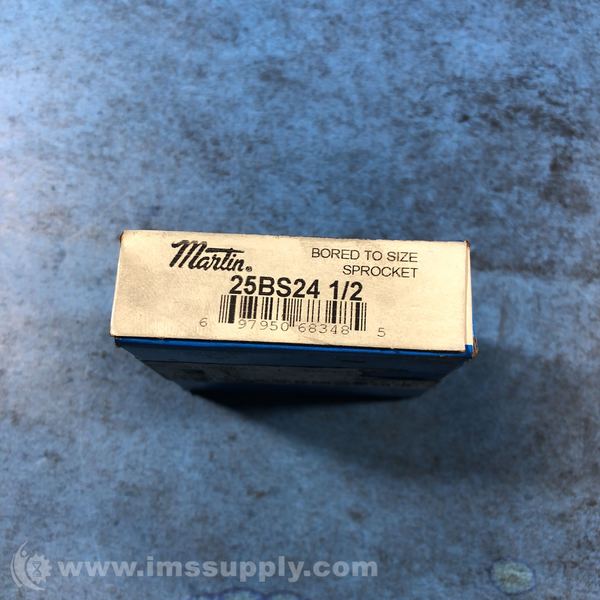 Martin®
BORED TO SIZE
SPROCKET
25BS24 1/2
6 97950 68348 5
www.imssupply.com